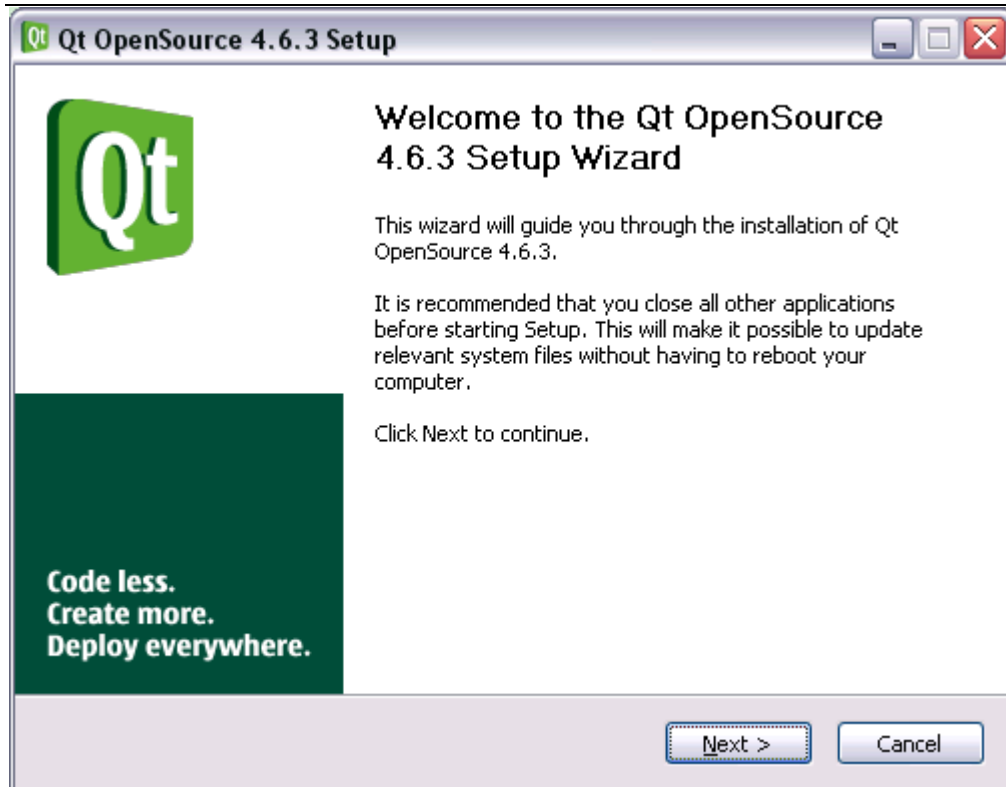 Qt OpenSource 4.6.3 Setup
Qt
Welcome to the Qt OpenSource
4.6.3 Setup Wizard
This wizard will guide you through the installation of Qt
OpenSource 4.6.3.
It is recommended that you close all other applications
before starting Setup. This will make it possible to update
relevant system files without having to reboot your
computer.
Click Next to continue.
Code less.
Create more.
Deploy everywhere.
Next >
Cancel